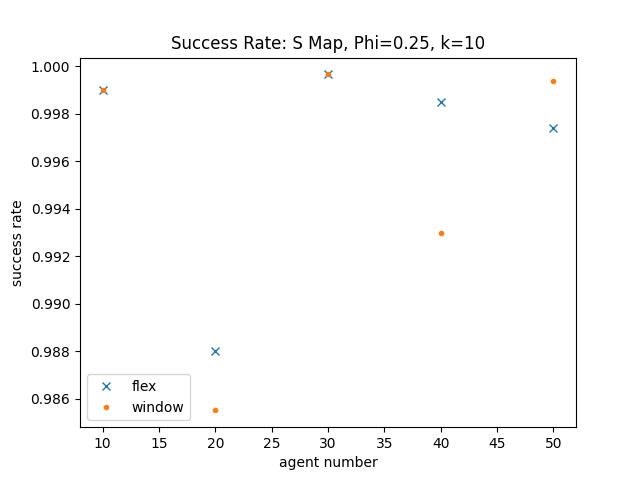 Success Rate: S Map, Phi=0.25, k=10
success rate
1.000
0.998
0.996
0.994
0.992
0.990
0.988
0.986
flex
window
10 15 20 25 30 35 40 45 50
agent number